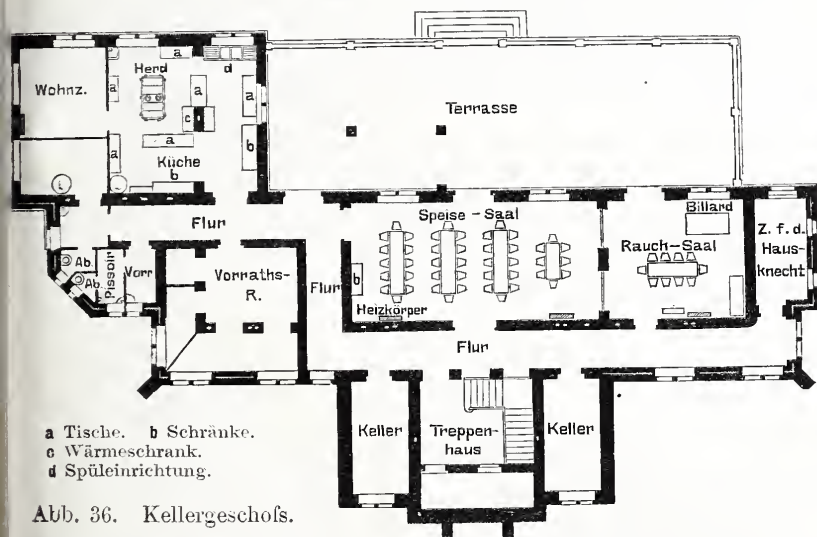 Wohnz.
Herd
a
d
a
a
a
c
b
a
a
Küche
b
Terrasse
Flur
Speise-Saal
Billard
Rauch-Saal
Z. f. d.
Haus-
knecht
Ab.
Ab.
Pissoir
Vorr
Vorraths-
R.
Flur
b
Heizkörper
Flur
Keller
Treppen-
haus
Keller
a Tische. b Schränke.
c Wärmeschrank.
d Spüleinrichtung.
Abb. 36. Kellergeschoſs.